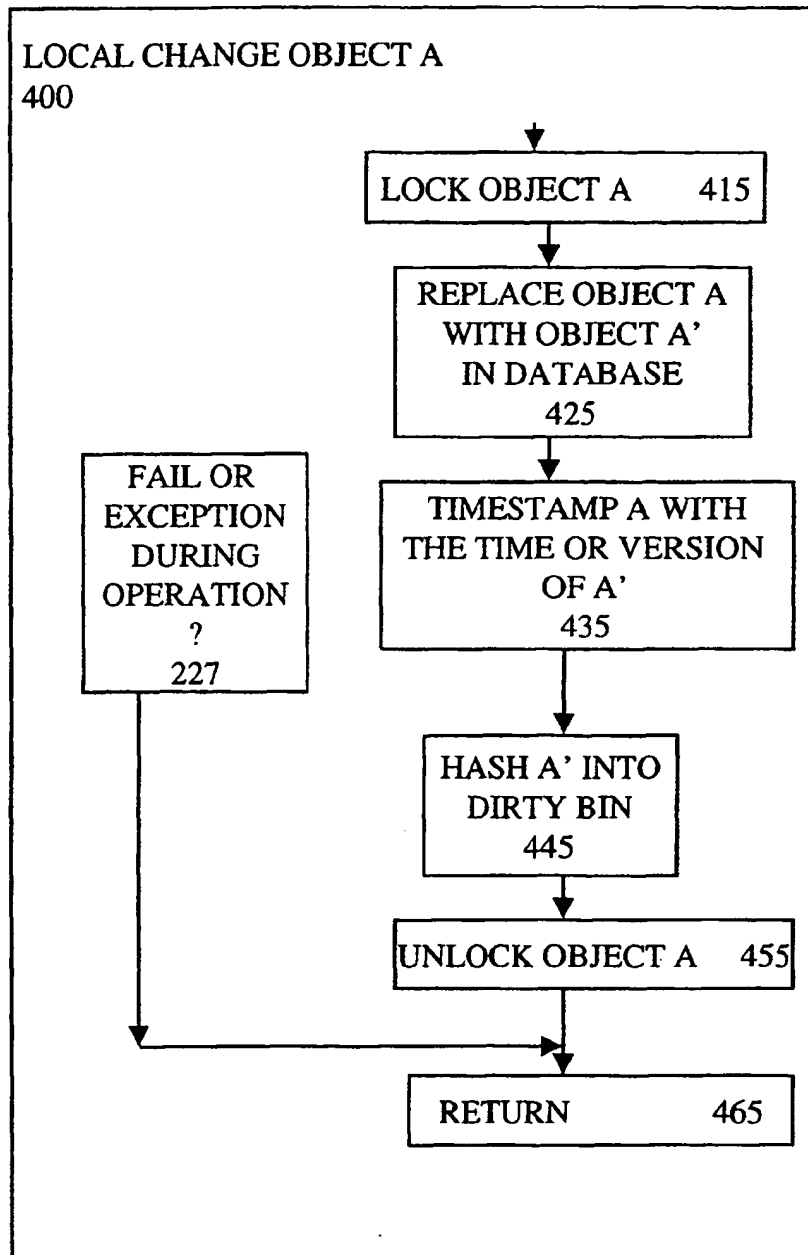 LOCAL CHANGE OBJECT A
400
LOCK OBJECT A 415
REPLACE OBJECT A
WITH OBJECT A'
IN DATABASE
425
FAIL OR
EXCEPTION
DURING
OPERATION
?
227
TIMESTAMP A WITH
THE TIME OR VERSION
OF A'
435
HASH A' INTO
DIRTY BIN
445
UNLOCK OBJECT A 455
RETURN 465